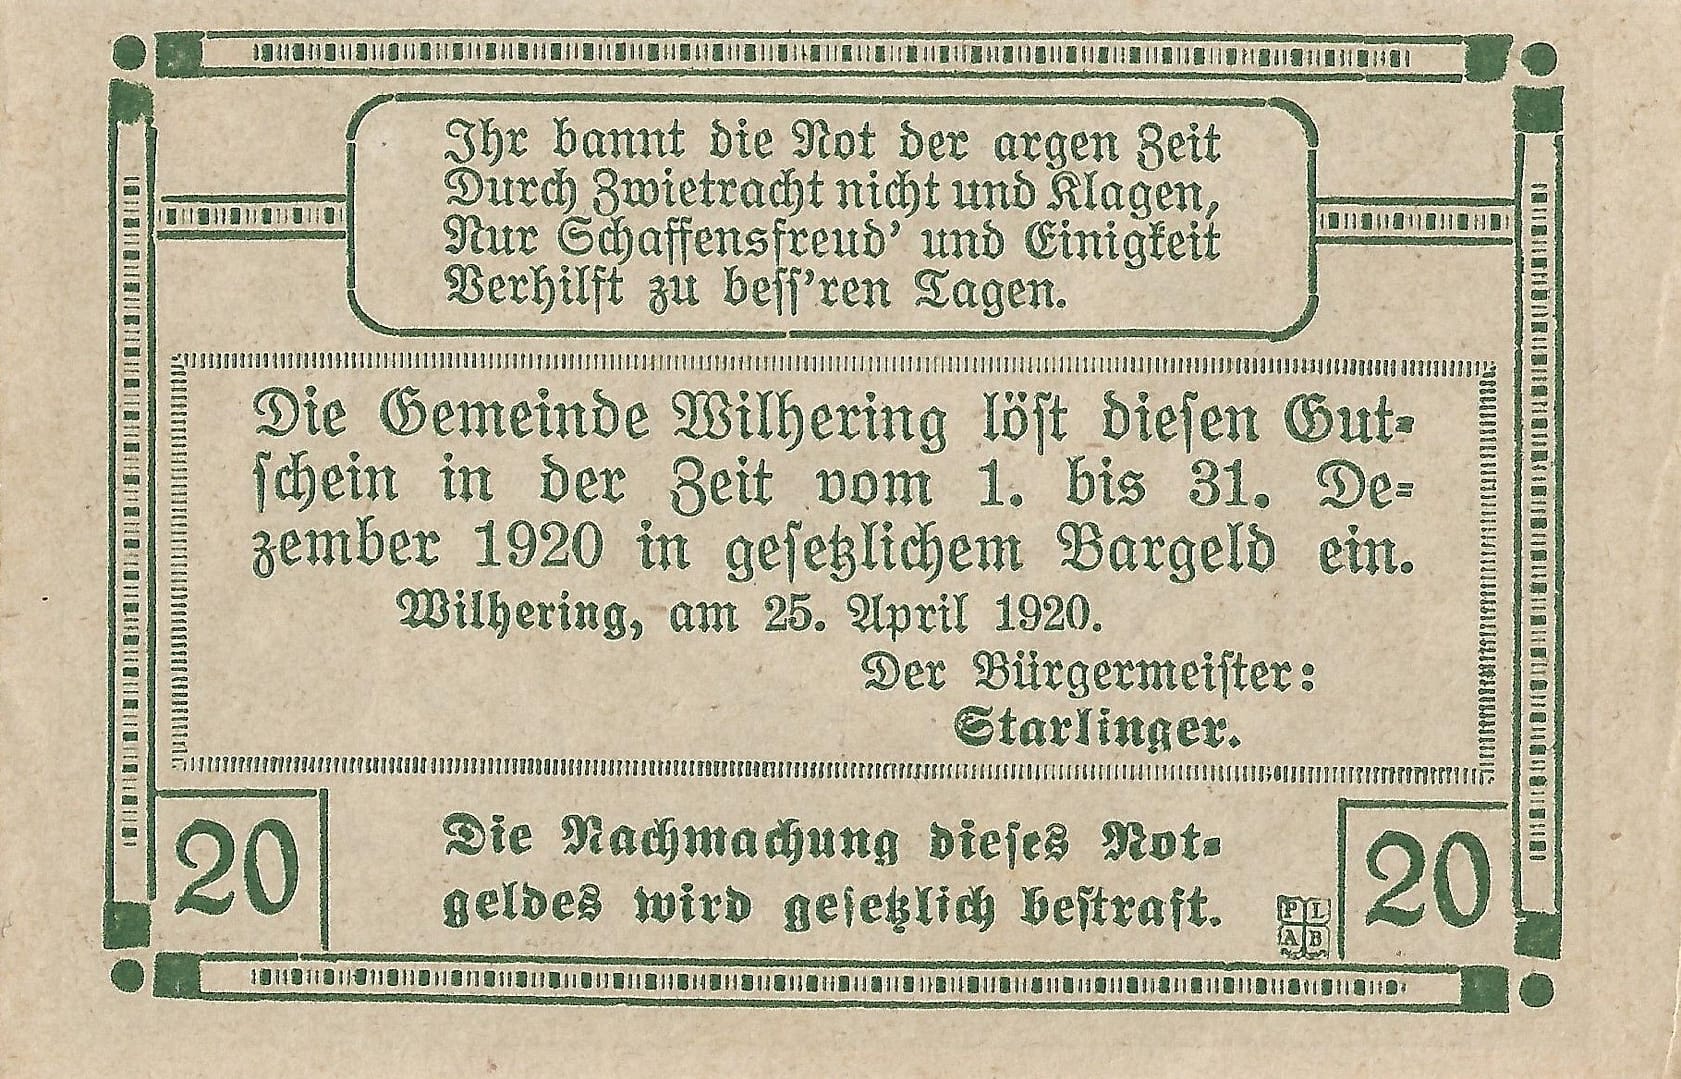 Ihr bannt die Not der argen Zeit
Durch Zwietracht nicht und Klagen,
Nur Schaffensfreud' und Einigkeit
Verhilft zu bess'ren Tagen.
Die Gemeinde Wilhering löst diesen Gut-
schein in der Zeit vom 1. bis 31. De-
zember 1920 in gesetzlichem Bargeld ein.
Wilhering, am 25. April 1920.
Der Bürgermeister:
Starlinger.
20
Die Nachmachung dieses Not-
geldes wird gesetzlich bestraft.
PL
AB
20